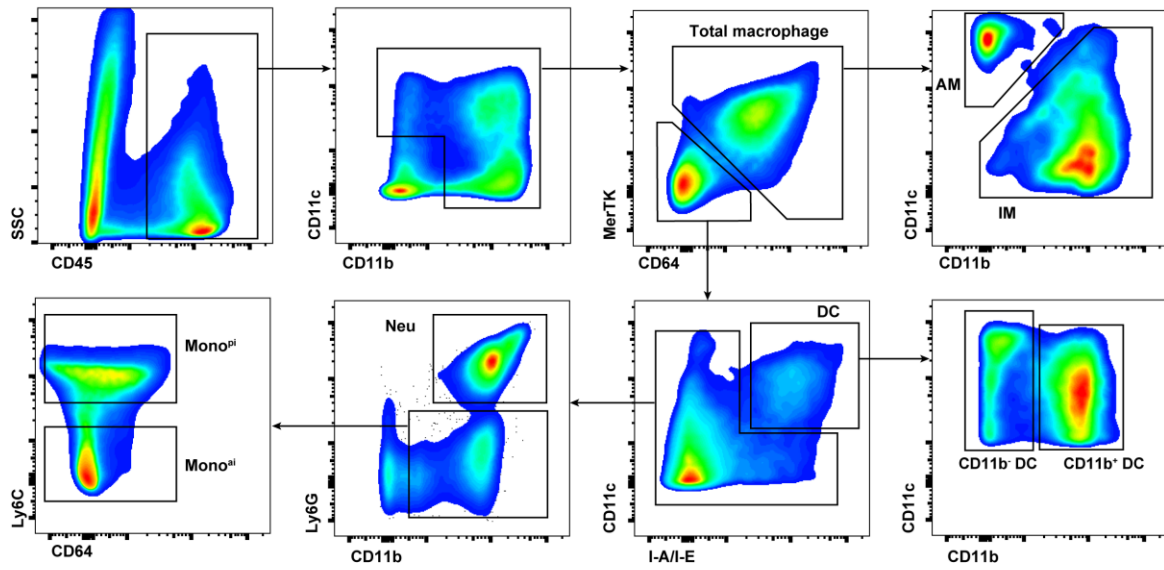 SSC
CD45
CD11c
CD11b
Total macrophage
MerTK
CD64
AM
IM
CD11c
CD11b
Mono^pi
Mono^ai
Ly6C
CD64
Neu
Ly6G
CD11b
DC
CD11c
I-A/I-E
CD11b^- DC
CD11b^+ DC
CD11c
CD11b